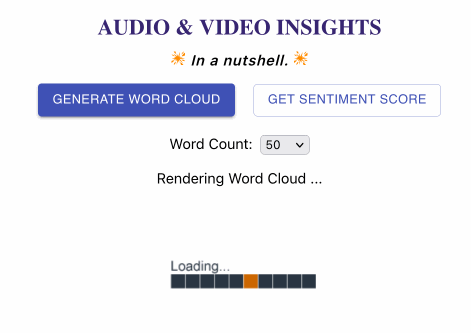 AUDIO & VIDEO INSIGHTS
In a nutshell.
GENERATE WORD CLOUD GET SENTIMENT SCORE
Word Count: 50
Rendering Word Cloud ...
Loading...